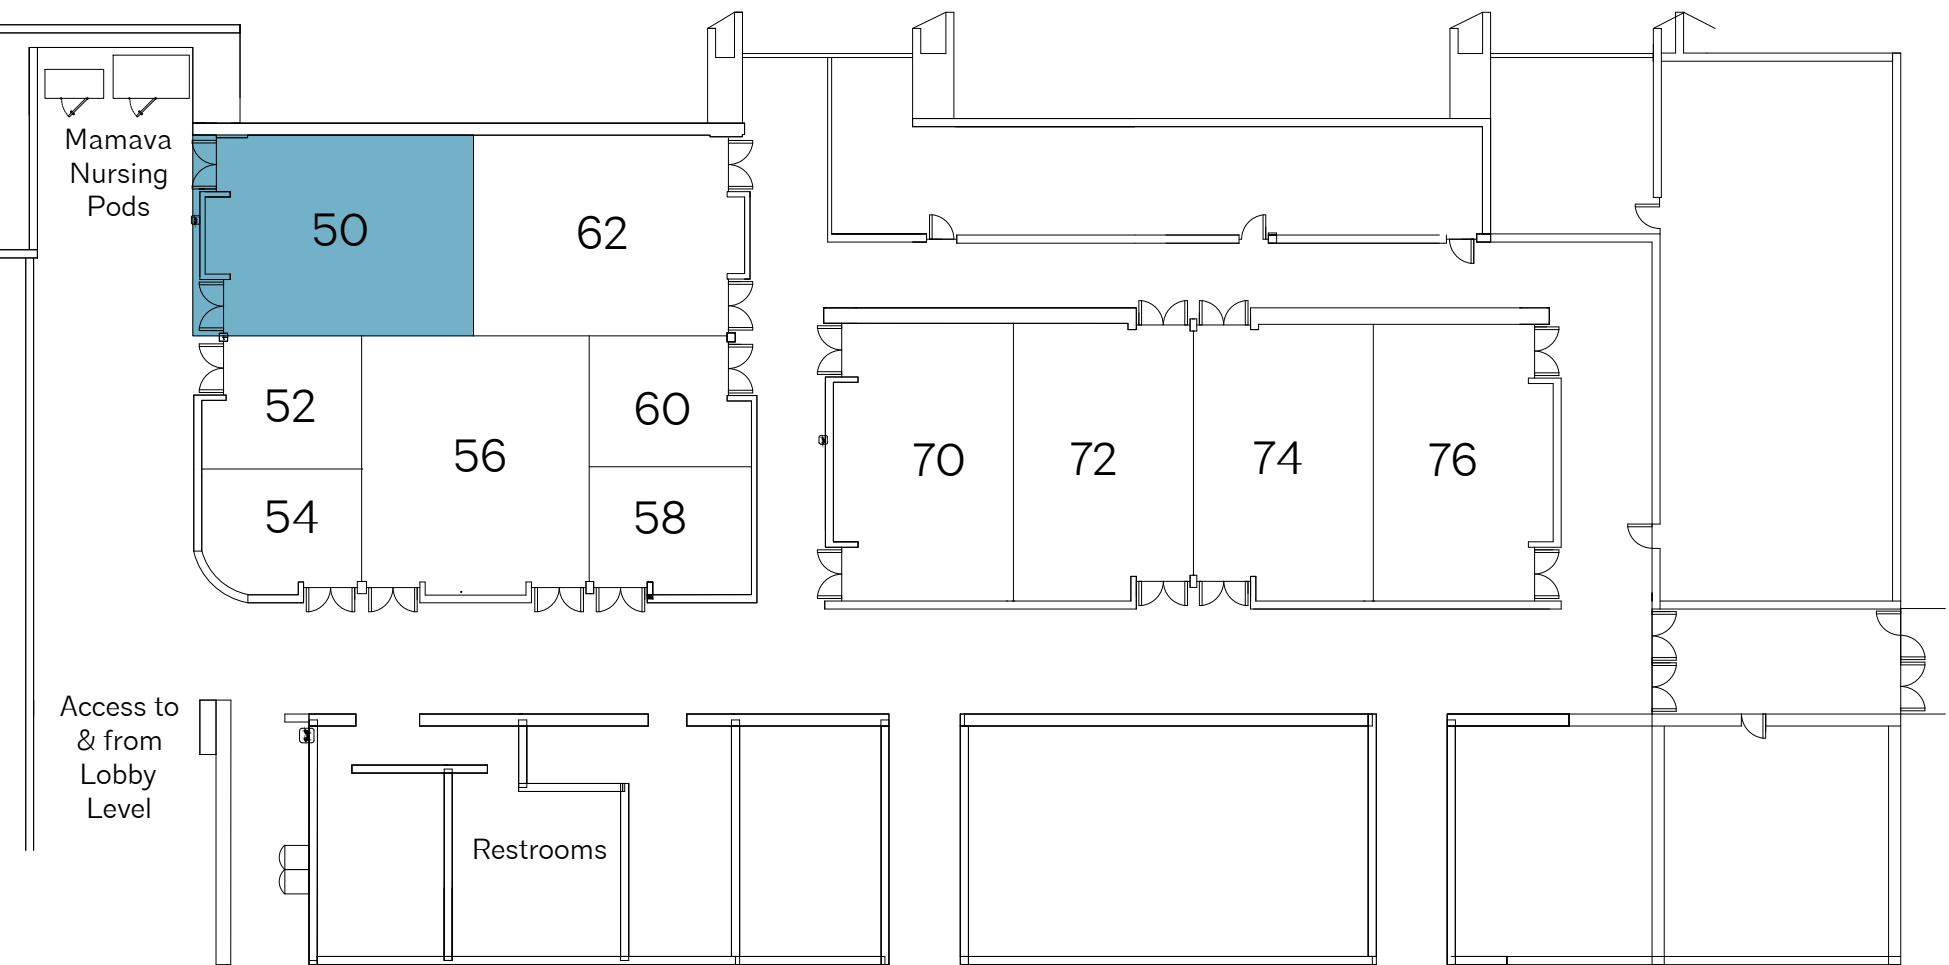 Mamava
Nursing
Pods
50
62
52
60
56
54
58
70
72
74
76
Access to
& from
Lobby
Level
Restrooms